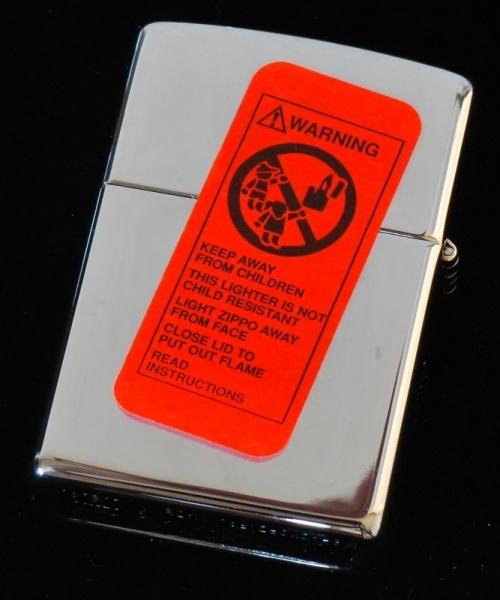 WARNING
KEEP AWAY
FROM CHILDREN
THIS LIGHTER IS NOT
CHILD RESISTANT
LIGHT ZIPPO AWAY
FROM FACE
CLOSE LID TO
PUT OUT FLAME
READ
INSTRUCTIONS